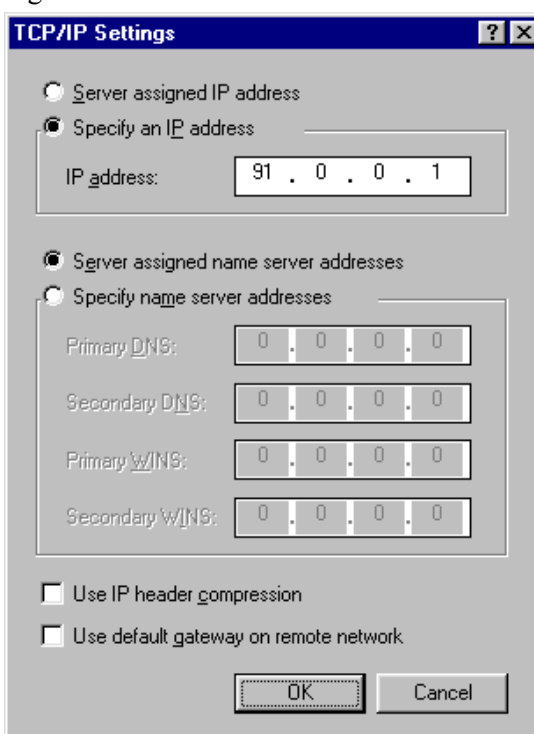 TCP/IP Settings
Server assigned IP address
Specify an IP address
IP address: 91 . 0 . 0 . 1
Server assigned name server addresses
Specify name server addresses
Primary DNS: 0 . 0 . 0 . 0
Secondary DNS: 0 . 0 . 0 . 0
Primary WINS: 0 . 0 . 0 . 0
Secondary WINS: 0 . 0 . 0 . 0
Use IP header compression
Use default gateway on remote network
OK Cancel